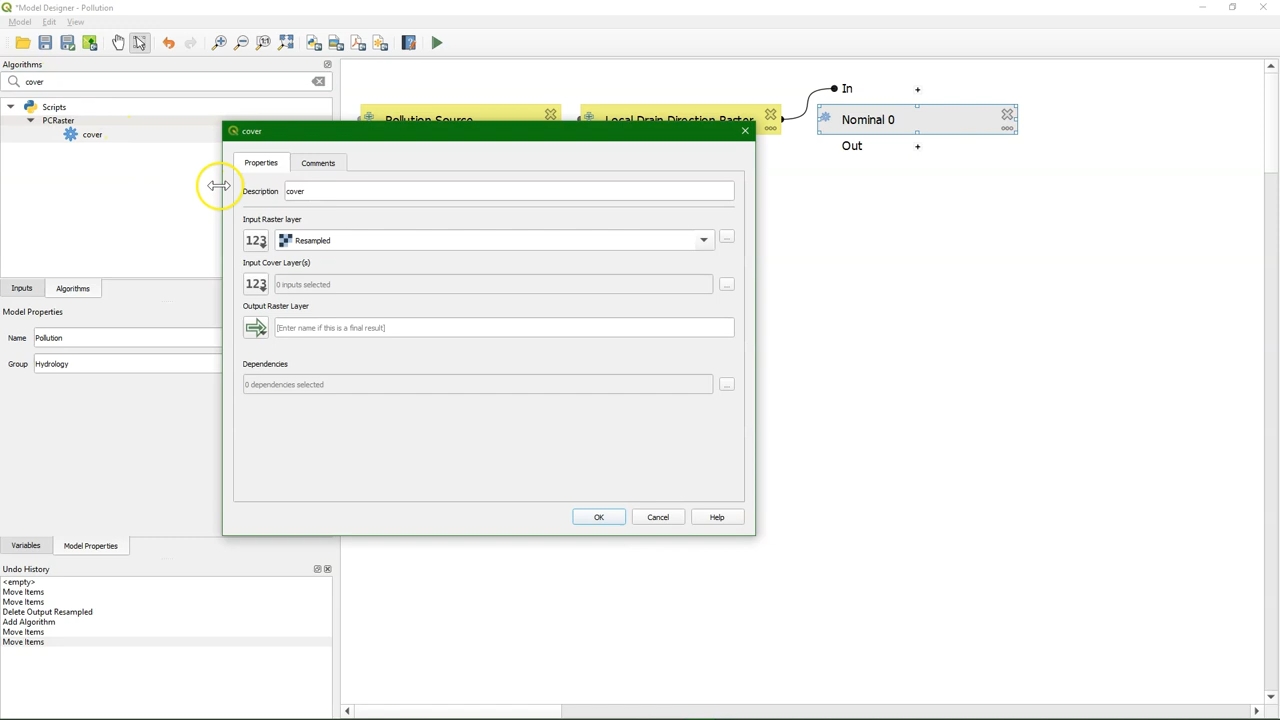 *Model Designer - Pollution
Model Edit View
Algorithms
cover
Scripts
PCRaster
cover
Inputs Algorithms
Model Properties
Name Pollution
Group Hydrology
Variables Model Properties
Undo History
<empty>
Move Items
Move Items
Delete Output Resampled
Add Algorithm
Move Items
Move Items
Pollution Source
Local Drain Direction Raster
In +
Nominal 0
Out +
cover
Properties Comments
Description cover
Input Raster layer
123 Resampled ...
Input Cover Layer(s)
123 0 inputs selected ...
Output Raster Layer
[Enter name if this is a final result]
Dependencies
0 dependencies selected ...
OK Cancel Help